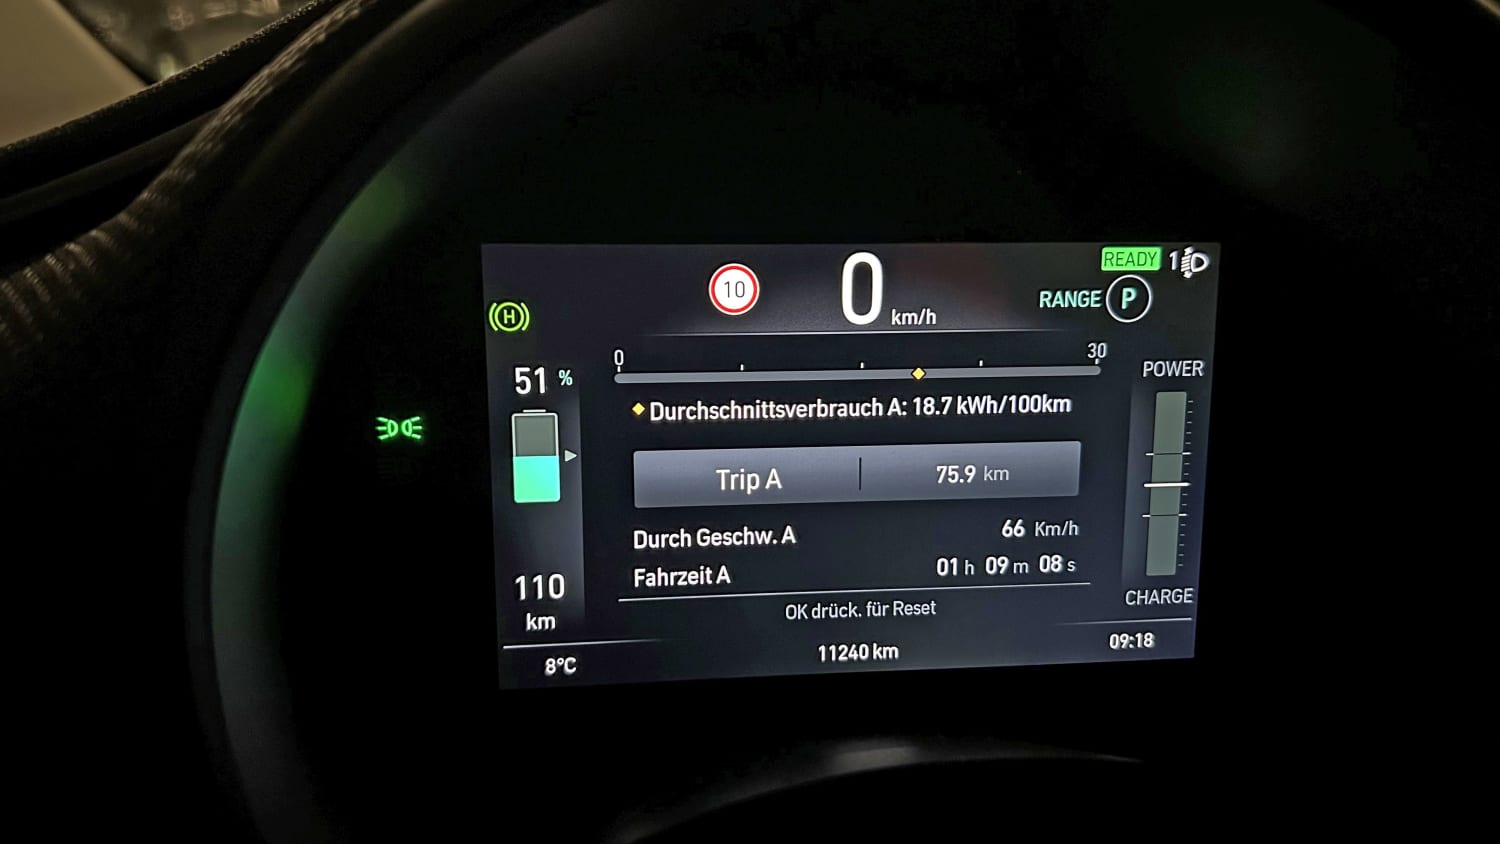 READY 1
10
0 km/h
RANGE P
H
0 30
POWER
51 %
Durchschnittsverbrauch A: 18.7 kWh/100km
Trip A 75.9 km
Durch Geschw. A 66 Km/h
Fahrzeit A 01 h 09 m 08 s
110
km
CHARGE
OK drück. für Reset
8°C
11240 km
09:18